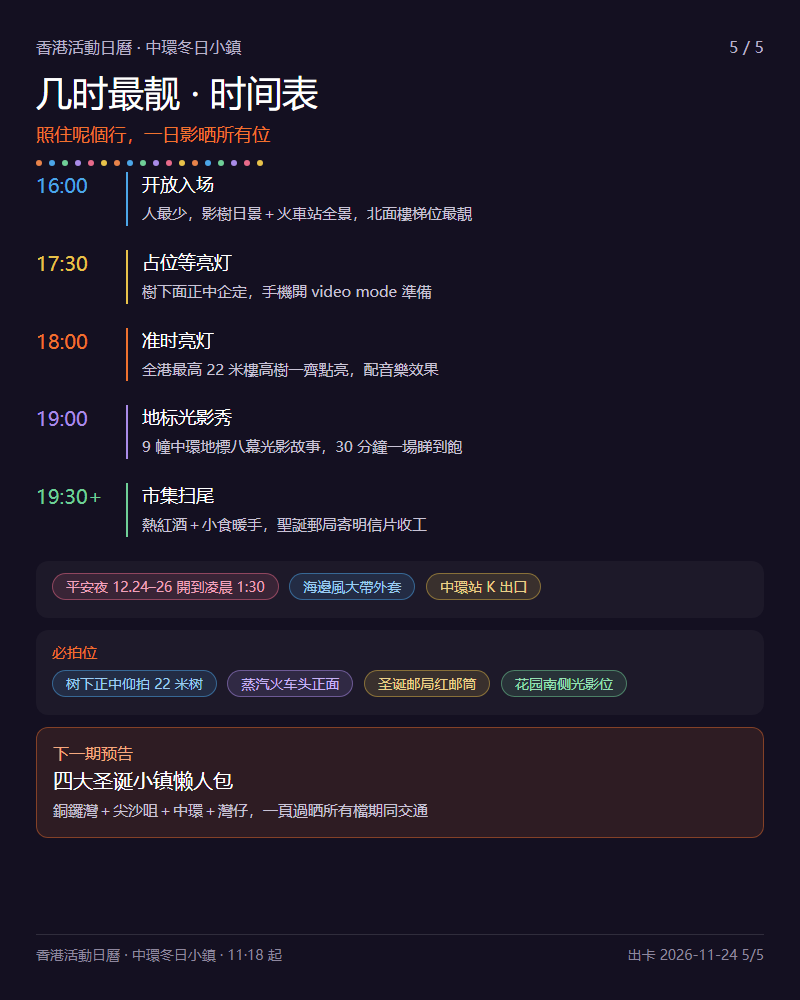 香港活動日曆 · 中環冬日小鎮
5 / 5
几时最靓 · 时间表
照住呢個行，一日影晒所有位
16:00
开放入场
人最少，影樹日景 + 火車站全景，北面樓梯位最靚
17:30
占位等亮灯
樹下面正中企定，手機開 video mode 準備
18:00
准时亮灯
全港最高 22 米樓高樹一齊點亮，配音樂效果
19:00
地标光影秀
9 幢中環地標八幕光影故事，30 分鐘一場睇到飽
19:30+
市集扫尾
熱紅酒 + 小食暖手，聖誕郵局寄明信片收工
平安夜 12.24–26 開到凌晨 1:30
海邊風大帶外套
中環站 K 出口
必拍位
树下正中仰拍 22 米树
蒸汽火车头正面
圣诞邮局红邮筒
花园南侧光影位
下一期预告
四大圣诞小镇懒人包
銅鑼灣 + 尖沙咀 + 中環 + 灣仔，一頁過晒所有檔期同交通
香港活動日曆 · 中環冬日小鎮 · 11·18 起
出卡 2026-11-24 5/5